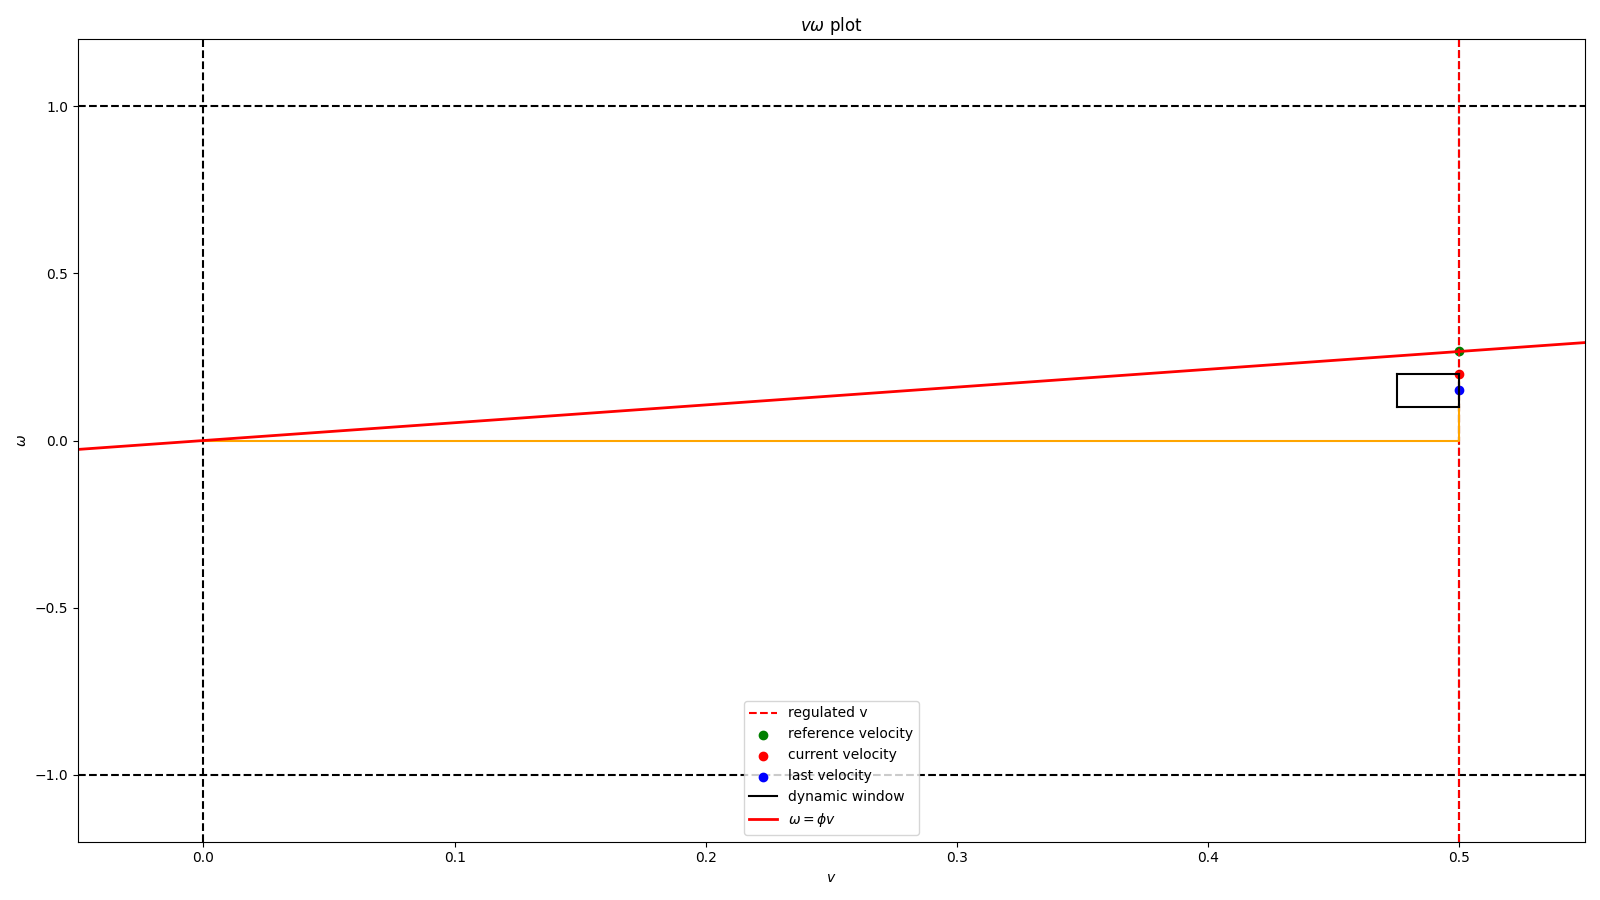 vω plot
1.0
0.5
0.0
−0.5
−1.0
ω
regulated v
reference velocity
current velocity
last velocity
dynamic window
ω = ϕv
0.0 0.1 0.2 0.3 0.4 0.5
v